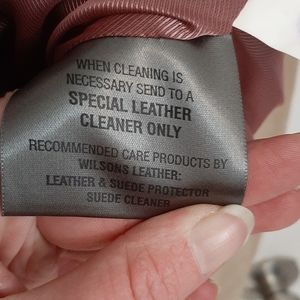 WHEN CLEANING IS
NECESSARY SEND TO A
SPECIAL LEATHER
CLEANER ONLY
RECOMMENDED CARE PRODUCTS BY
WILSONS LEATHER:
LEATHER & SUEDE PROTECTOR
SUEDE CLEANER